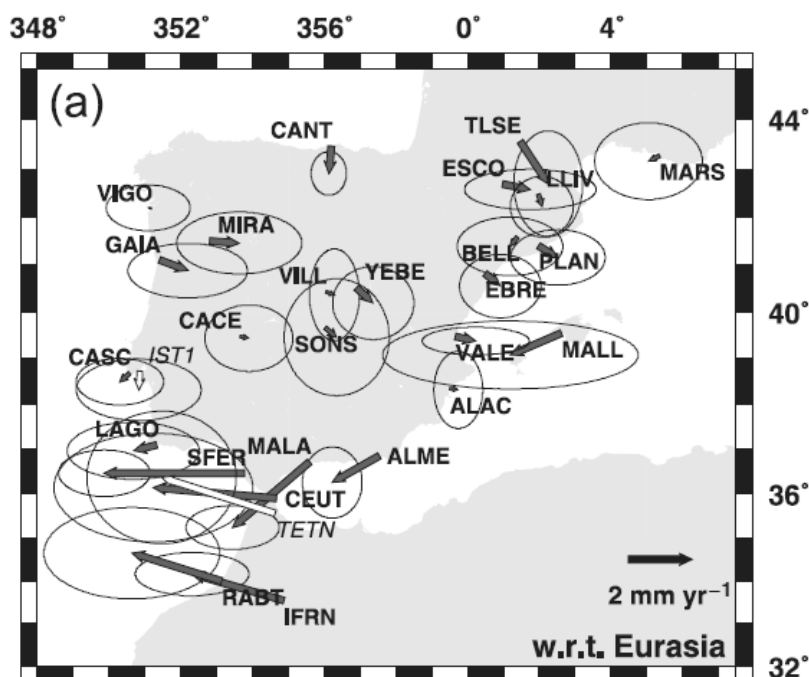 348° 352° 356° 0° 4°
(a)
CANT TLSE 44°
ESCO LLIV MARS
VIGO
MIRA
GAIA BELL PLAN
VILL YEBE EBRE
40°
CACE SONS VALE MALL
CASC IST1
ALAC
LAGO
SFER MALA ALME
CEUT 36°
TETN
2 mm yr⁻¹
RABT
IFRN
w.r.t. Eurasia
32°